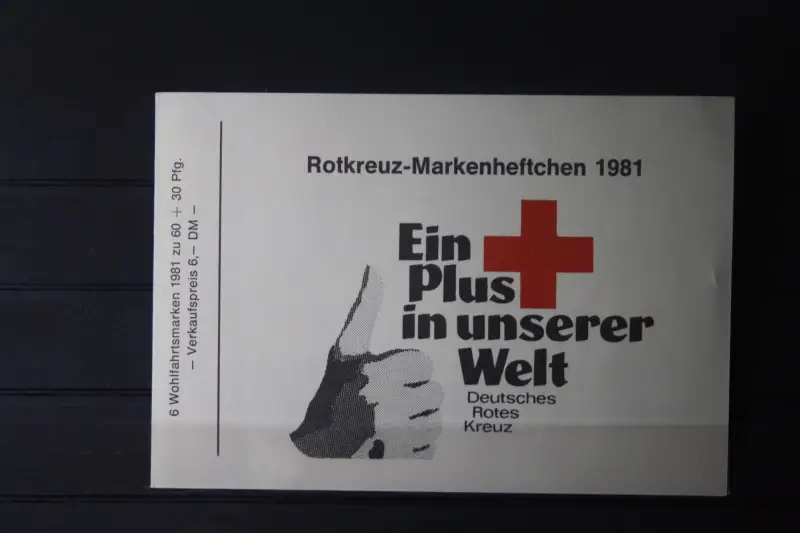 6 Wohlfahrtsmarken 1981 zu 60 + 30 Pfg.
— Verkaufspreis 6,– DM —
Rotkreuz-Markenheftchen 1981
Ein
Plus
in unserer
Welt
Deutsches
Rotes
Kreuz